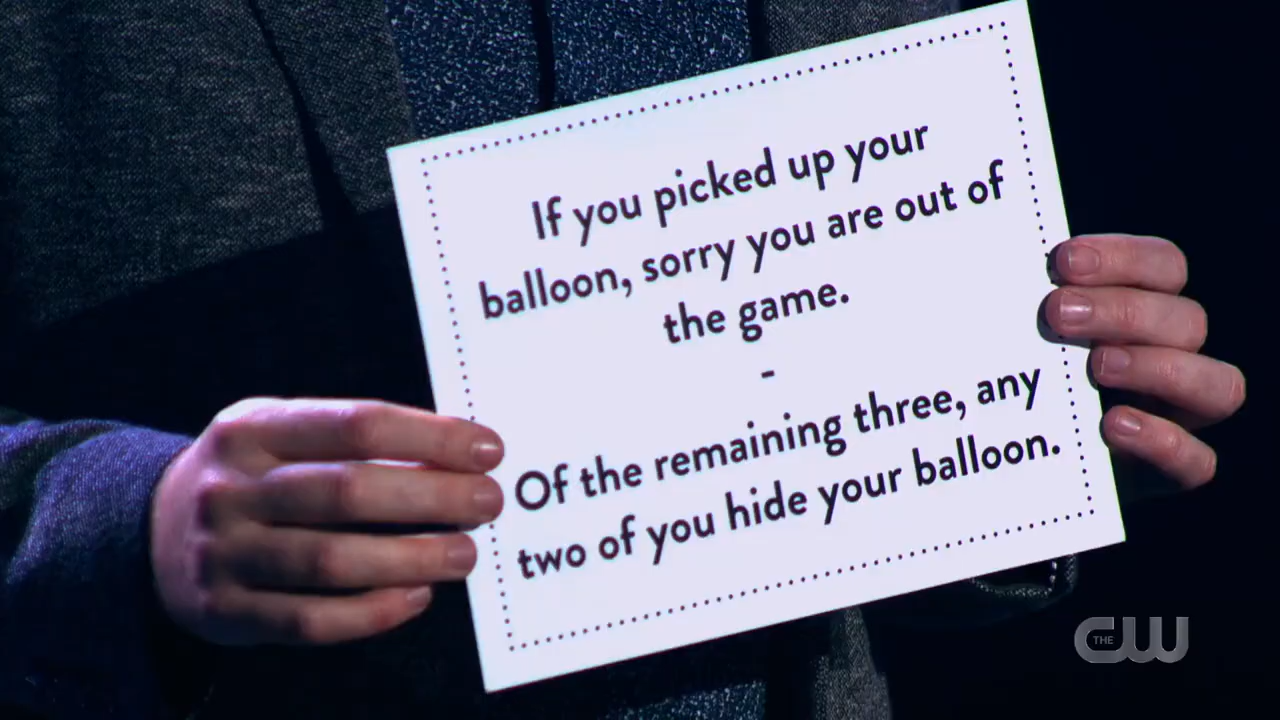 If you picked up your
balloon, sorry you are out of
the game.
-
Of the remaining three, any
two of you hide your balloon.
THE CW